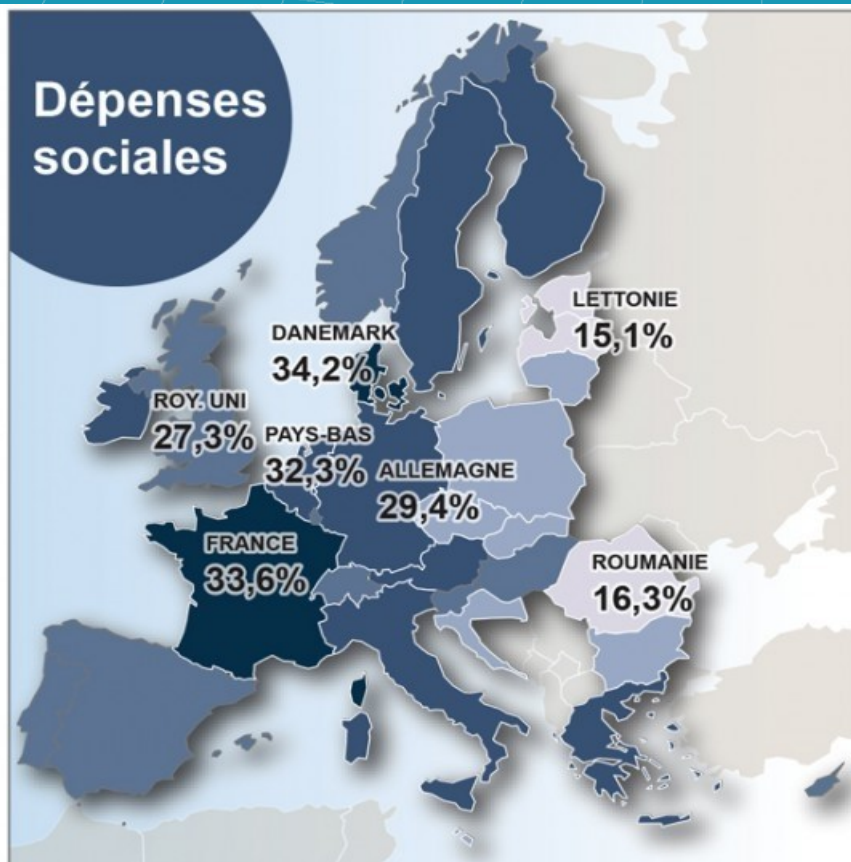 Dépenses
sociales
LETTONIE
15,1%
DANEMARK
34,2%
ROY. UNI
27,3%
PAYS-BAS
32,3%
ALLEMAGNE
29,4%
FRANCE
33,6%
ROUMANIE
16,3%